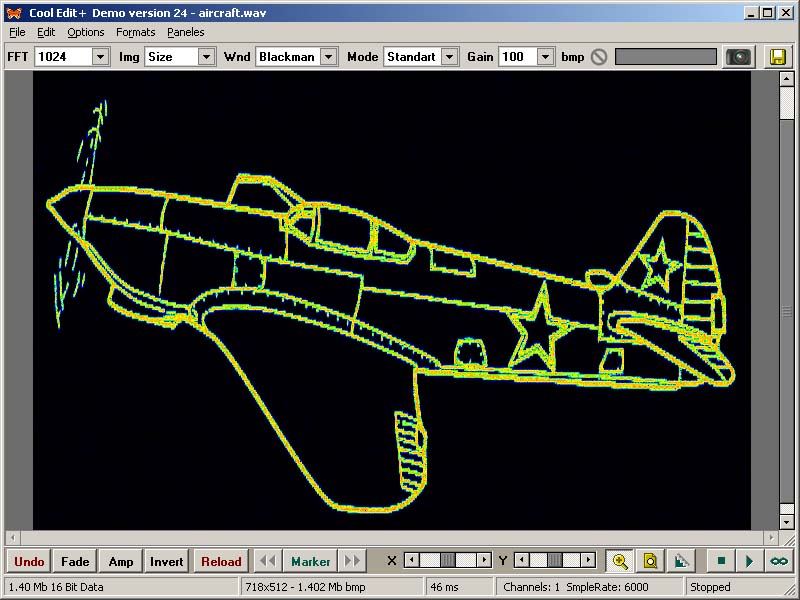 Cool Edit+ Demo version 24 - aircraft.wav
File Edit Options Formats Paneles
FFT 1024 Img Size Wnd Blackman Mode Standart Gain 100 bmp
Undo Fade Amp Invert Reload Marker X Y
1.40 Mb 16 Bit Data 718x512 - 1.402 Mb bmp 46 ms Channels: 1 SmpleRate: 6000 Stopped